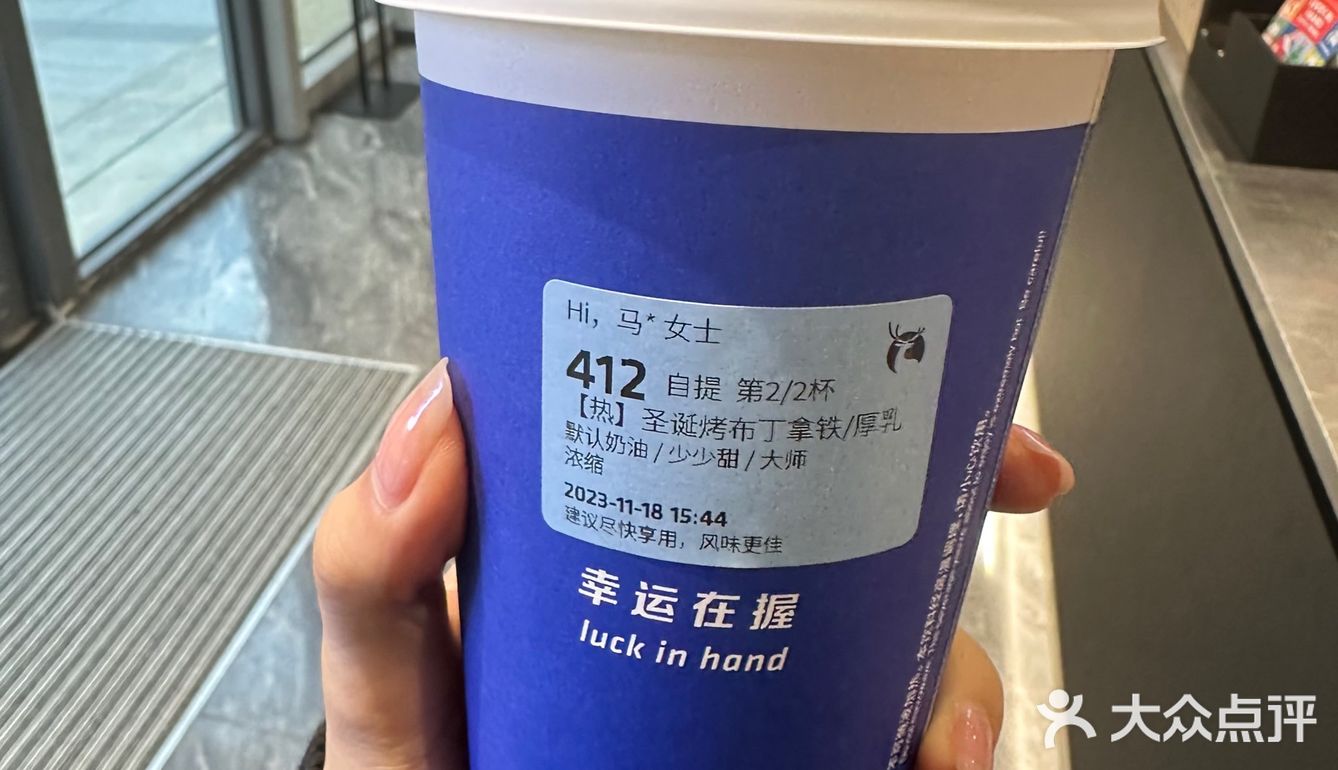 Hi，马*女士
412 自提 第2/2杯
【热】圣诞烤布丁拿铁/厚乳
默认奶油/少少甜/大师
浓缩
2023-11-18 15:44
建议尽快享用，风味更佳
幸运在握
luck in hand
大众点评